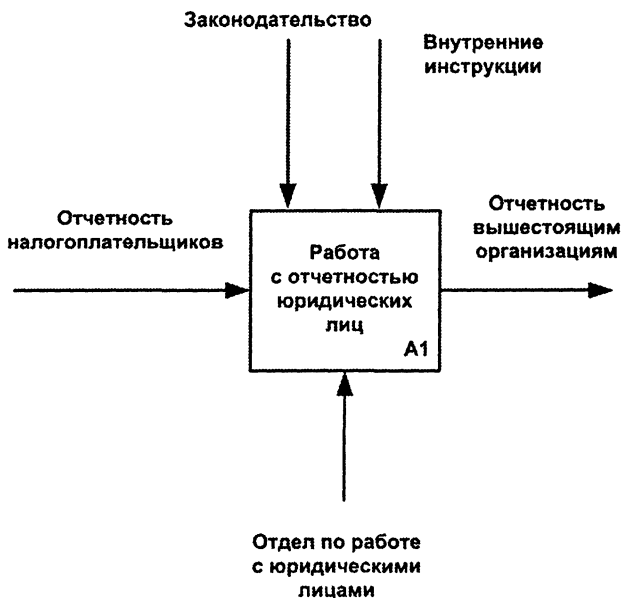 Законодательство
Внутренние
инструкции
Отчетность
налогоплательщиков
Работа
с отчетностью
юридических
лиц
А1
Отчетность
вышестоящим
организациям
Отдел по работе
с юридическими
лицами